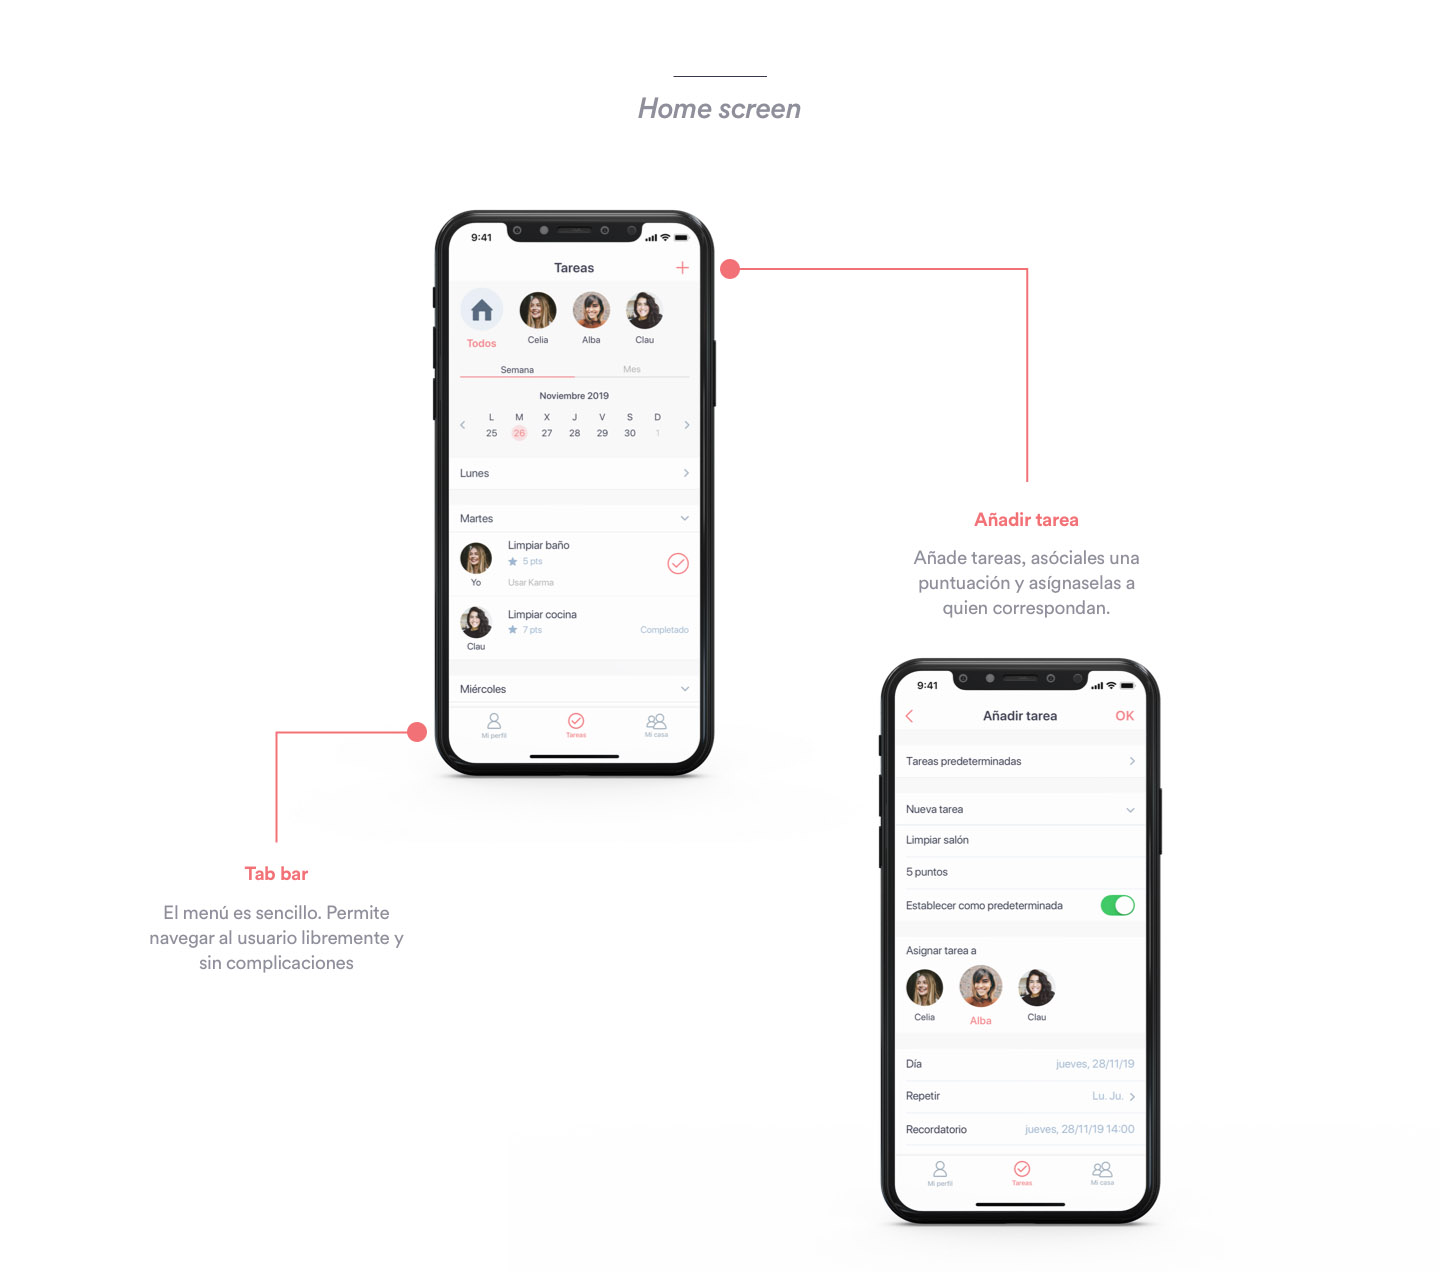 Home screen
9:41
Tareas
Todos
Celia
Alba
Clau
Semana
Mes
Noviembre 2019
L M X J V S D
25 26 27 28 29 30 1
Lunes
Martes
Limpiar baño
5 pts
Yo
Usar Karma
Limpiar cocina
7 pts
Completado
Clau
Miércoles
Mi perfil
Tareas
Mi casa
Añadir tarea
Añade tareas, asóciales una
puntuación y asígnaselas a
quien correspondan.
Tab bar
El menú es sencillo. Permite
navegar al usuario libremente y
sin complicaciones
9:41
Añadir tarea
OK
Tareas predeterminadas
Nueva tarea
Limpiar salón
5 puntos
Establecer como predeterminada
Asignar tarea a
Celia
Alba
Clau
Día
jueves, 28/11/19
Repetir
Lu. Ju.
Recordatorio
jueves, 28/11/19 14:00
Mi perfil
Tareas
Mi casa